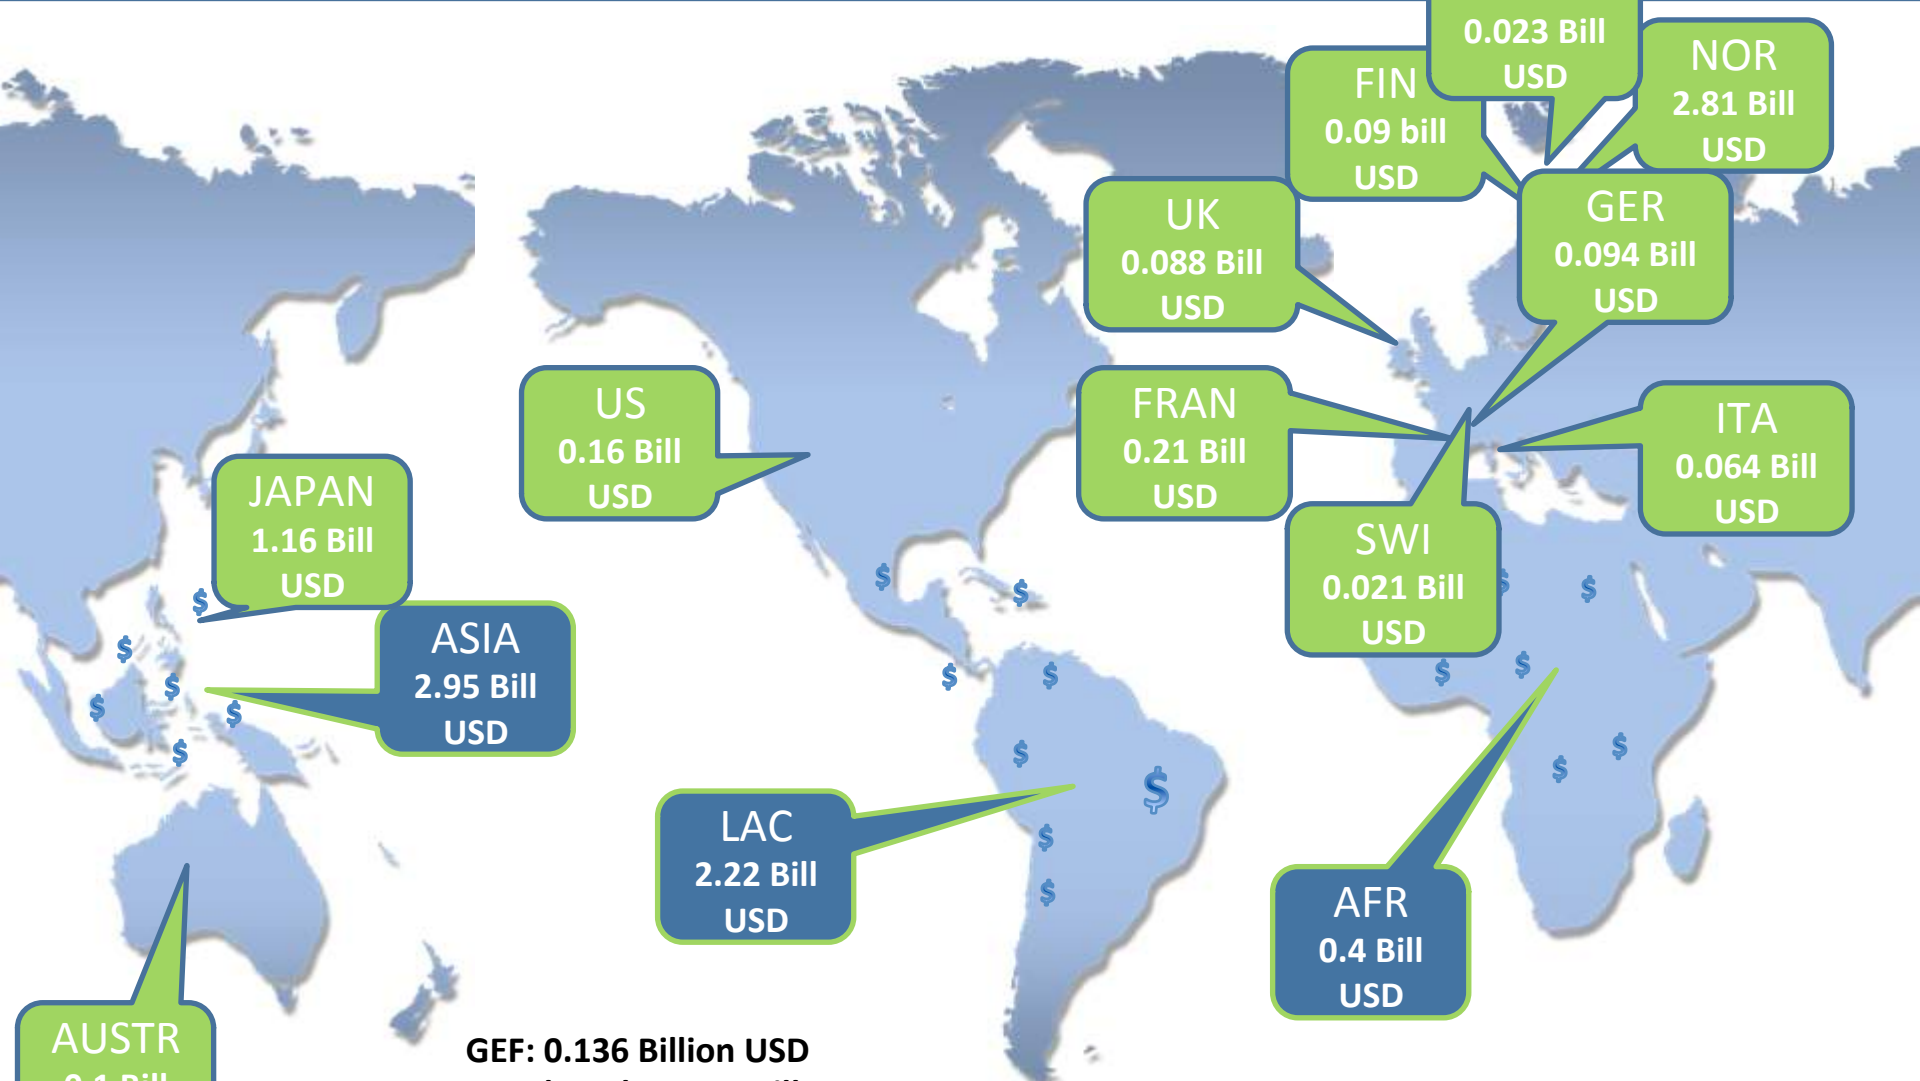 0.023 Bill
USD
NOR
2.81 Bill
USD
FIN
0.09 bill
USD
UK
0.088 Bill
USD
GER
0.094 Bill
USD
US
0.16 Bill
USD
FRAN
0.21 Bill
USD
ITA
0.064 Bill
USD
JAPAN
1.16 Bill
USD
SWI
0.021 Bill
USD
ASIA
2.95 Bill
USD
LAC
2.22 Bill
USD
AFR
0.4 Bill
USD
AUSTR
0.1 Bill
GEF: 0.136 Billion USD